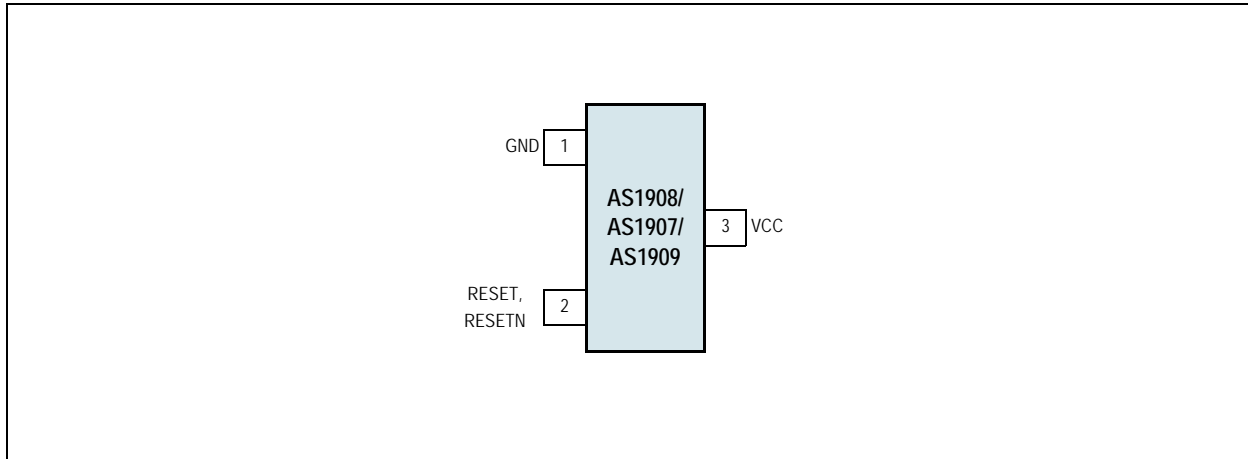 GND 1
AS1908/
AS1907/
AS1909
3 VCC
RESET,
RESETN
2